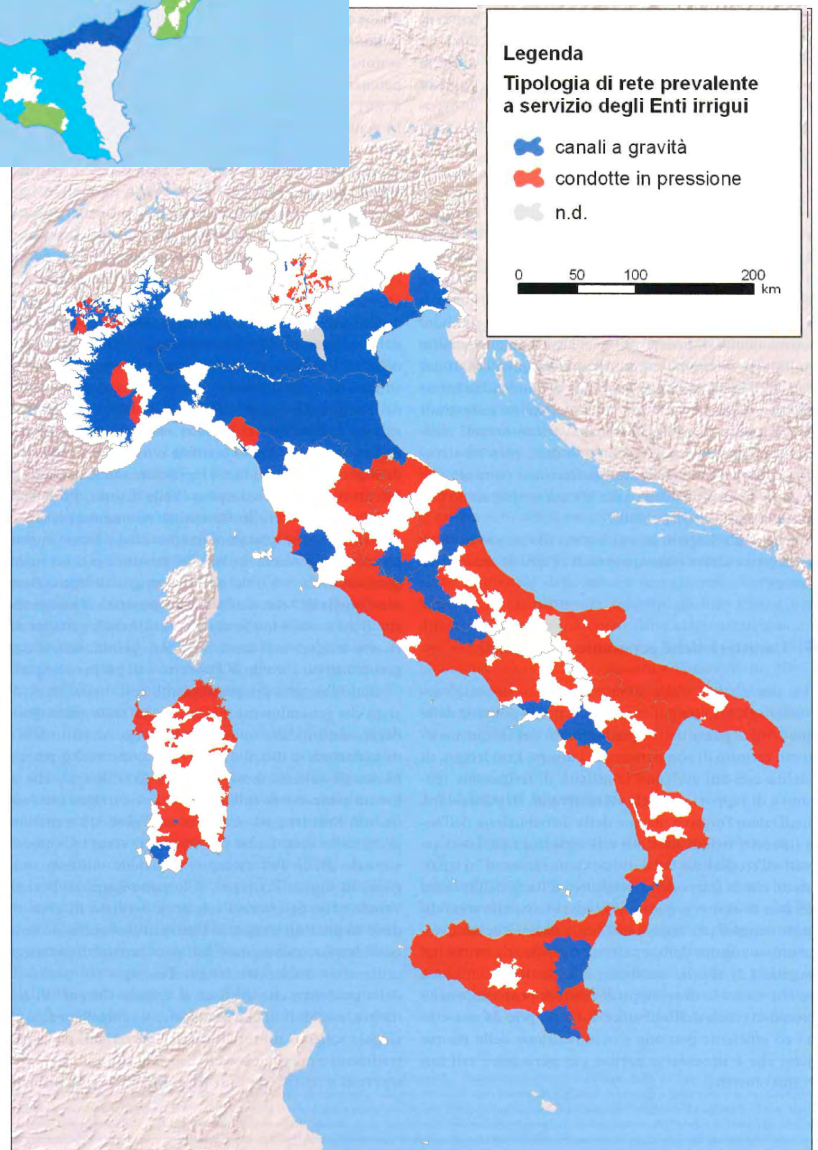 Legenda
Tipologia di rete prevalente
a servizio degli Enti irrigui
canali a gravità
condotte in pressione
n.d.
0 50 100 200
km